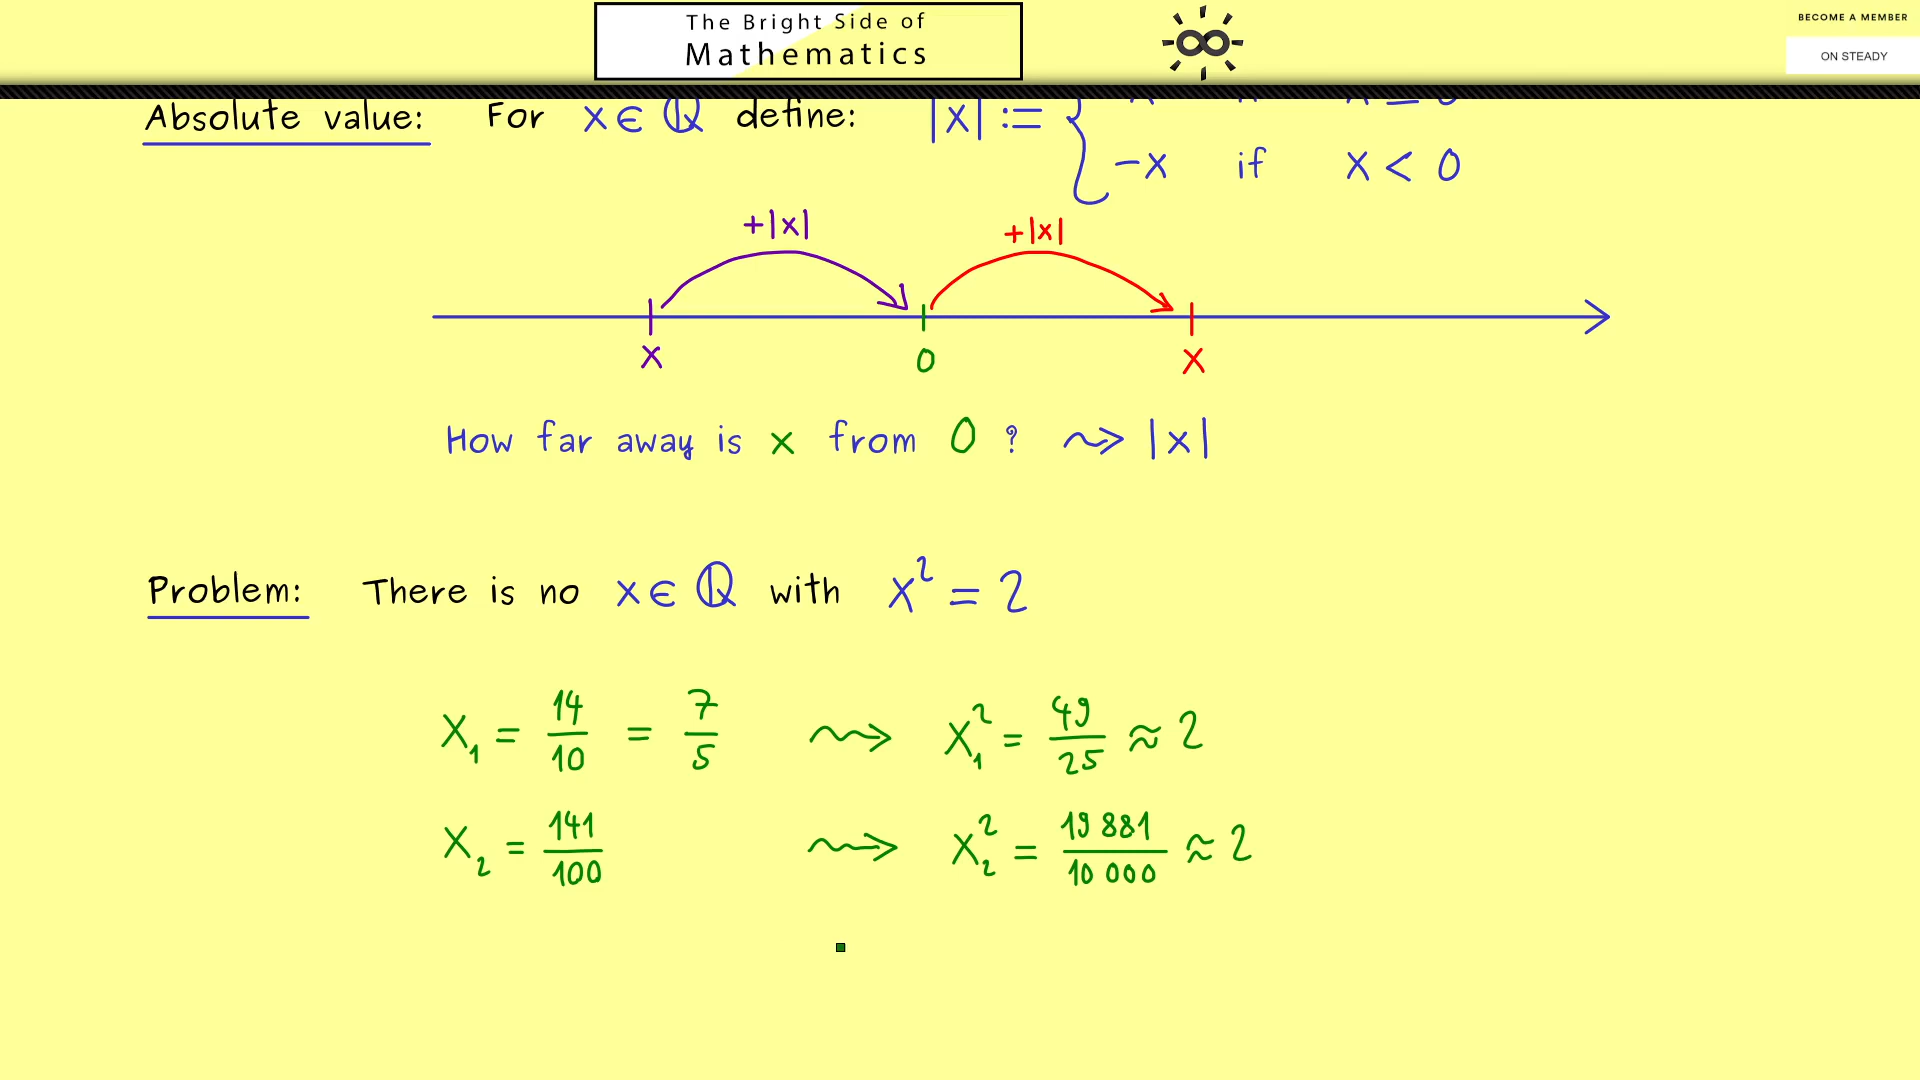 The Bright Side of
Mathematics
BECOME A MEMBER
ON STEADY
Absolute value: For x ∈ ℚ define: |x| := {
-x if x < 0
+|x| +|x|
x 0 x
How far away is x from 0 ? ⇝ |x|
Problem: There is no x ∈ ℚ with x² = 2
x₁ = 14/10 = 7/5 ⇝ x₁² = 49/25 ≈ 2
x₂ = 141/100 ⇝ x₂² = 19 881/10 000 ≈ 2